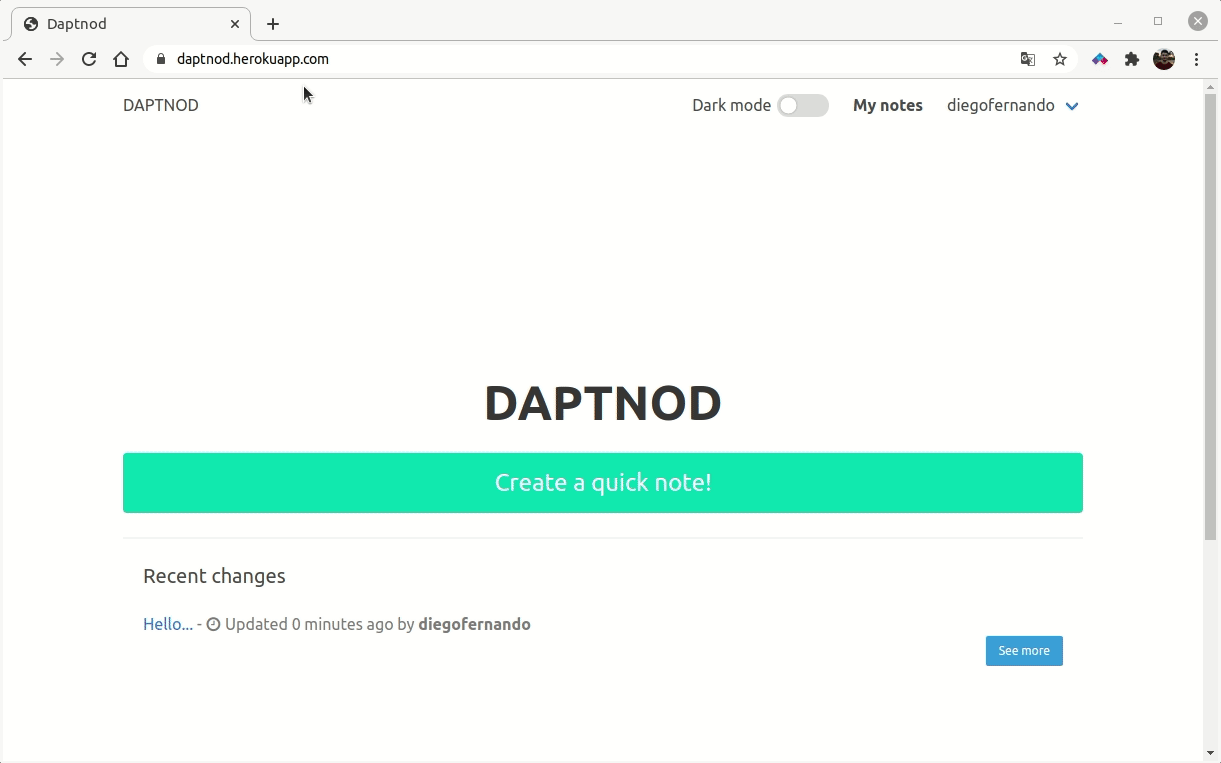 Daptnod
daptnod.herokuapp.com
DAPTNOD
Dark mode
My notes
diegofernando
DAPTNOD
Create a quick note!
Recent changes
Hello... - Updated 0 minutes ago by diegofernando
See more